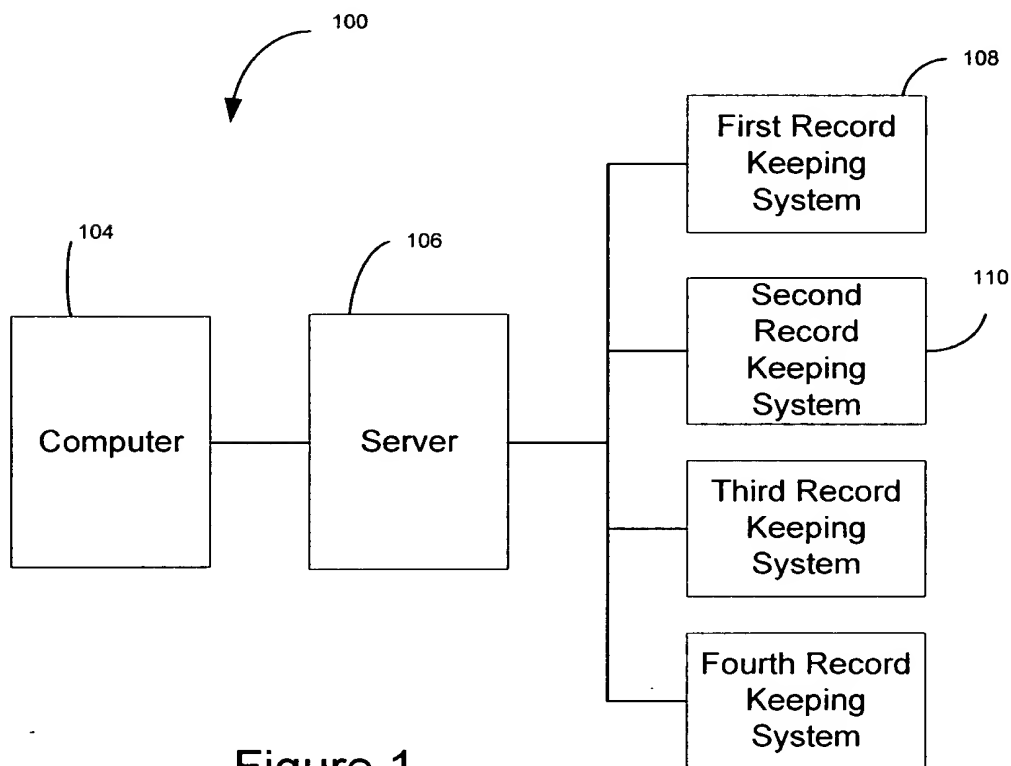 100
108
First Record
Keeping
System
104
106
110
Second
Record
Keeping
System
Computer
Server
Third Record
Keeping
System
Fourth Record
Keeping
System
Figure 1